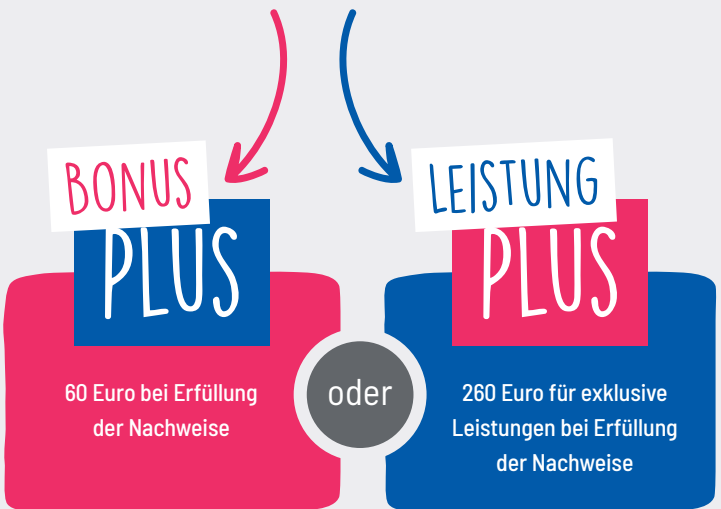 BONUS
PLUS
60 Euro bei Erfüllung
der Nachweise
oder
LEISTUNG
PLUS
260 Euro für exklusive
Leistungen bei Erfüllung
der Nachweise